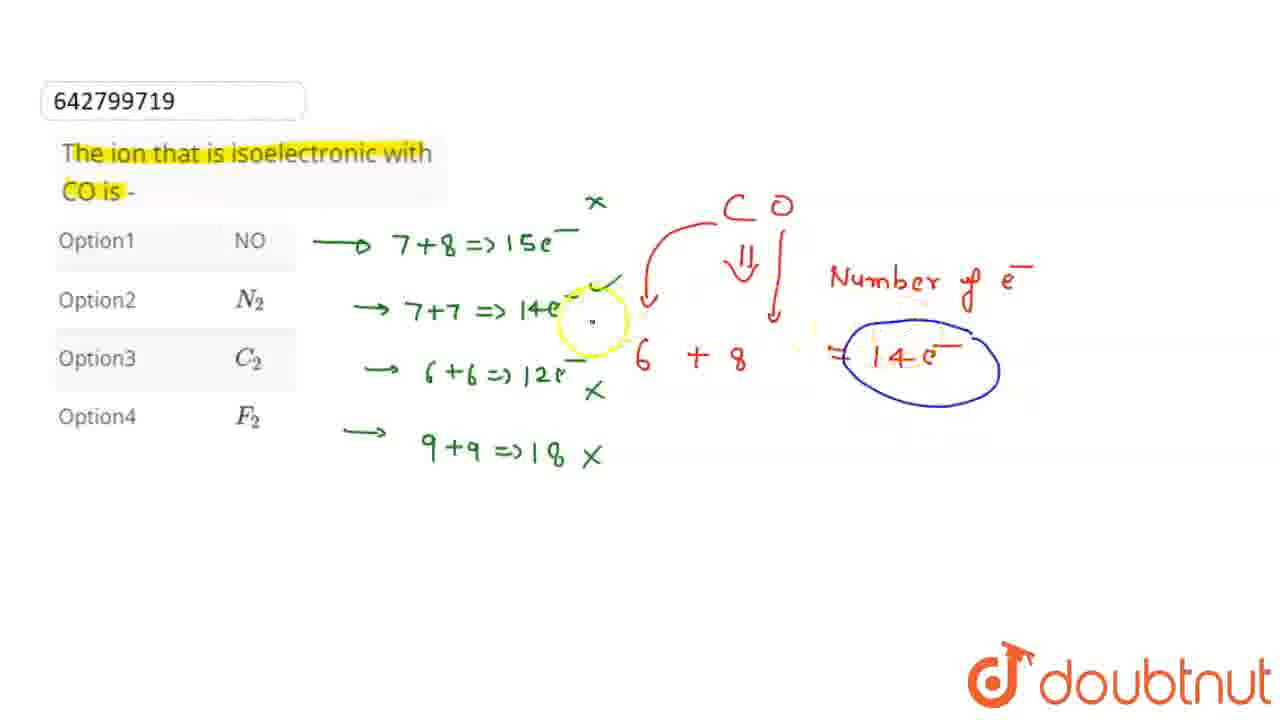 642799719
The ion that is isoelectronic with
CO is -
Option1 NO → 7+8 => 15e⁻ x
Option2 N₂ → 7+7 => 14e⁻ ✓
Option3 C₂ → 6+6 => 12e⁻ x
Option4 F₂ → 9+9 => 18 x
C O
⇓
Number of e⁻
6 + 8 = 14e⁻
doubtnut